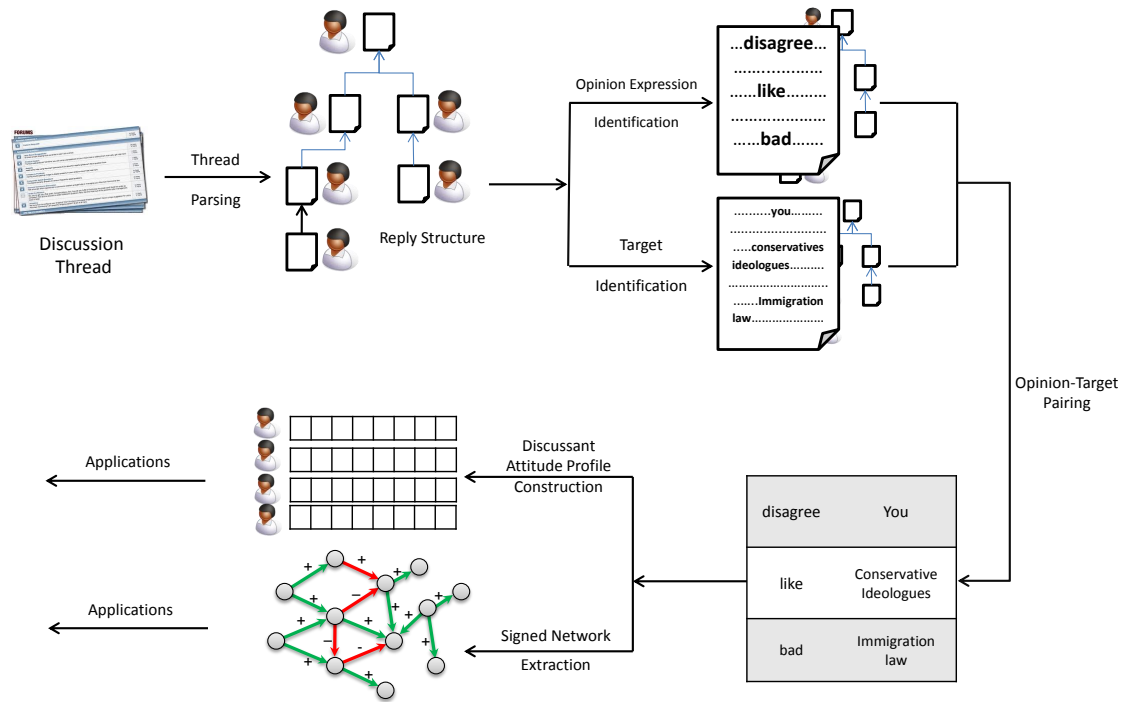 FORUMS
Discussion
Thread
Thread
Parsing
Reply Structure
Opinion Expression
Identification
...disagree...
...................
......like.........
...................
......bad.......
Target
Identification
..........you.........
.............................
.....conservatives
ideologues..........
.............................
.......Immigration
law.....................
Opinion-Target
Pairing
disagree You
like Conservative
Ideologues
bad Immigration
law
Discussant
Attitude Profile
Construction
Applications
Signed Network
Extraction
Applications
+ + + + – + + + + + + – - + +